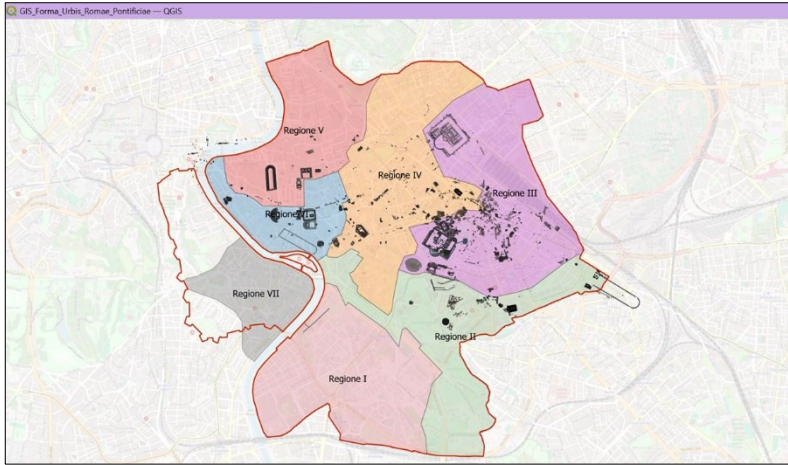 GIS_Forma_Urbis_Romae_Pontificiae — QGIS
Regione V
Regione IV
Regione III
Regione VI
Regione VII
Regione II
Regione I